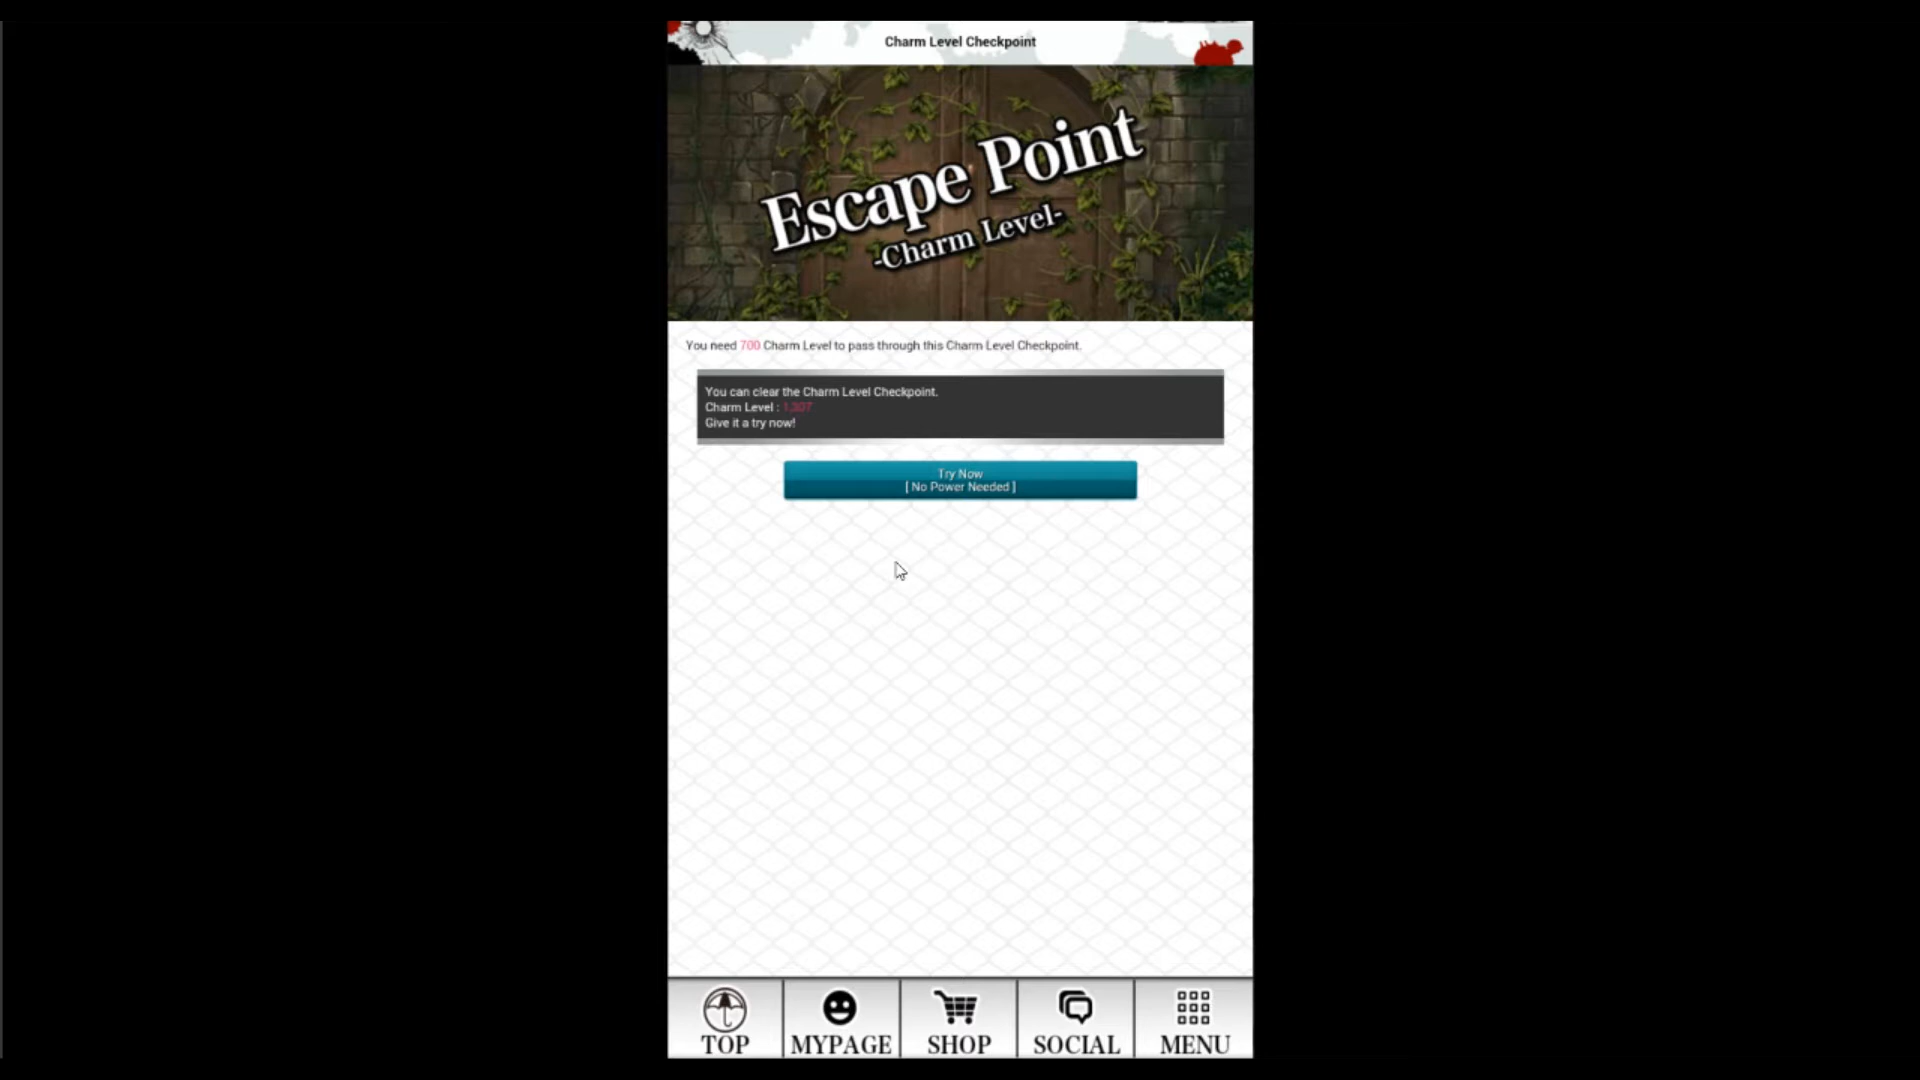 Charm Level Checkpoint
Escape Point
-Charm Level-
You need 700 Charm Level to pass through this Charm Level Checkpoint.
You can clear the Charm Level Checkpoint.
Charm Level :
Give it a try now!
Try Now
[ No Power Needed ]
TOP
MYPAGE
SHOP
SOCIAL
MENU